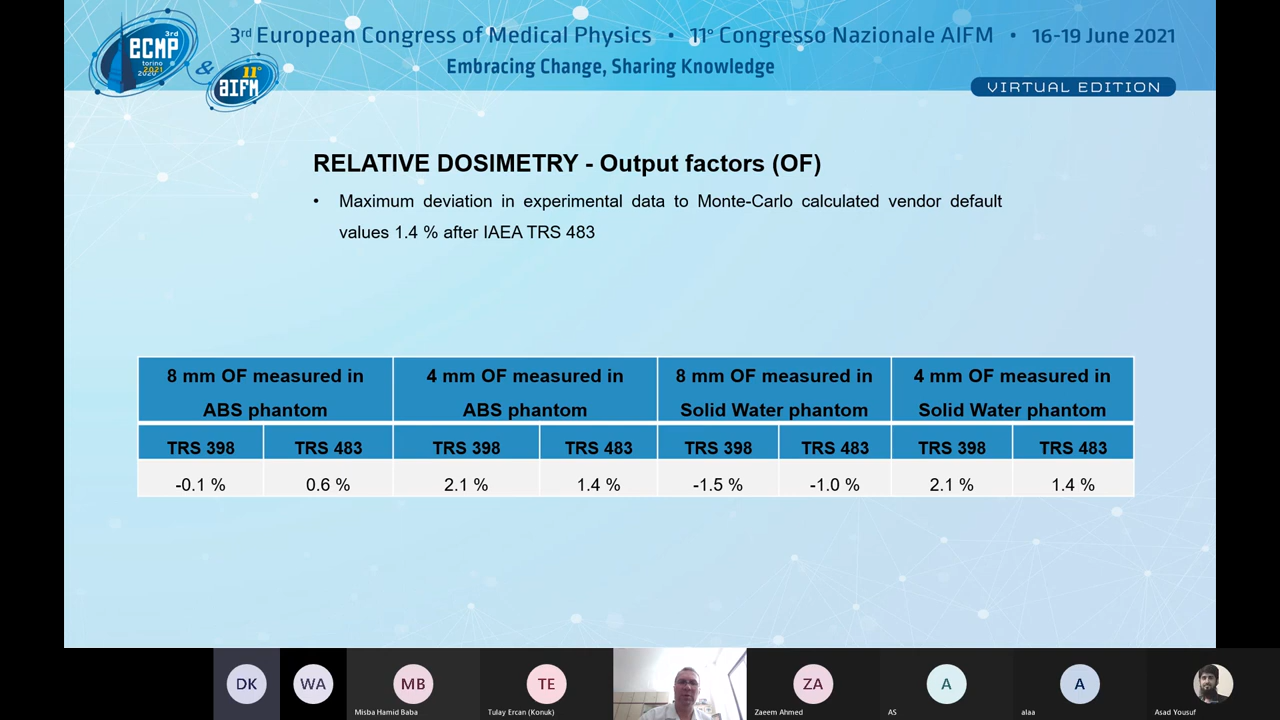 3rd European Congress of Medical Physics • 11° Congresso Nazionale AIFM • 16-19 June 2021
Embracing Change, Sharing Knowledge
VIRTUAL EDITION
3rd
ECMP
torino
2021
2020
&
11°
AIFM
RELATIVE DOSIMETRY - Output factors (OF)
• Maximum deviation in experimental data to Monte-Carlo calculated vendor default
values 1.4 % after IAEA TRS 483
8 mm OF measured in ABS phantom 4 mm OF measured in ABS phantom 8 mm OF measured in Solid Water phantom 4 mm OF measured in Solid Water phantom
TRS 398 TRS 483 TRS 398 TRS 483 TRS 398 TRS 483 TRS 398 TRS 483
-0.1 % 0.6 % 2.1 % 1.4 % -1.5 % -1.0 % 2.1 % 1.4 %
DK WA MB TE ZA A A
Misba Hamid Baba Tulay Ercan (Konuk) Zaeem Ahmed AS alaa Asad Yousuf